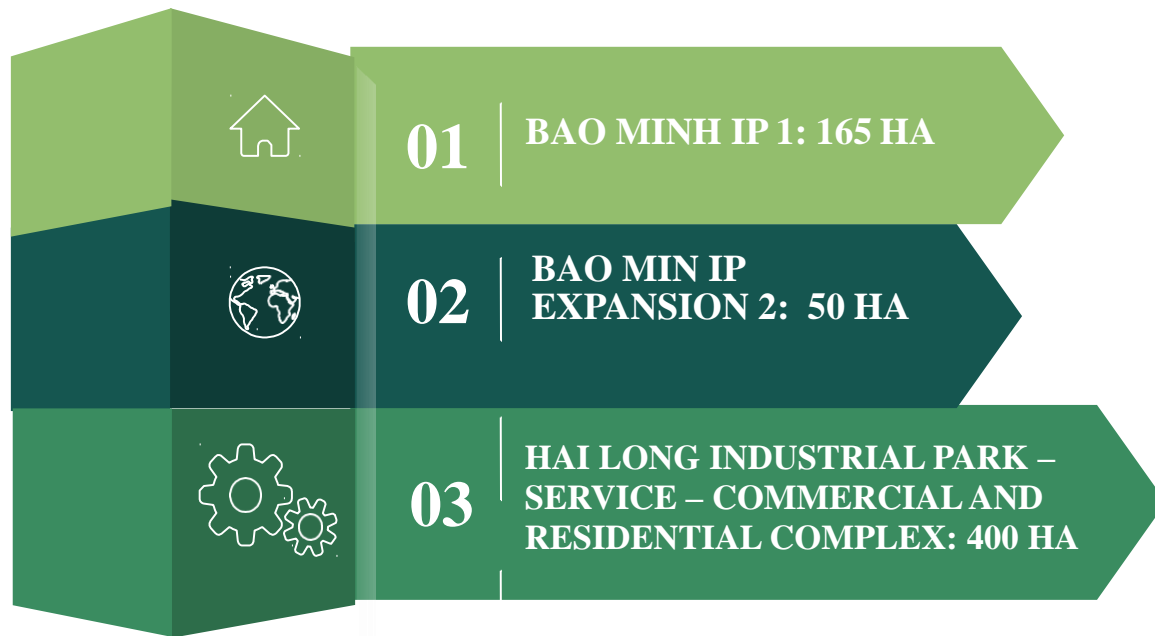 01
BAO MINH IP 1: 165 HA
02
BAO MIN IP
EXPANSION 2:  50 HA
03
HAI LONG INDUSTRIAL PARK –
SERVICE – COMMERCIAL AND
RESIDENTIAL COMPLEX: 400 HA